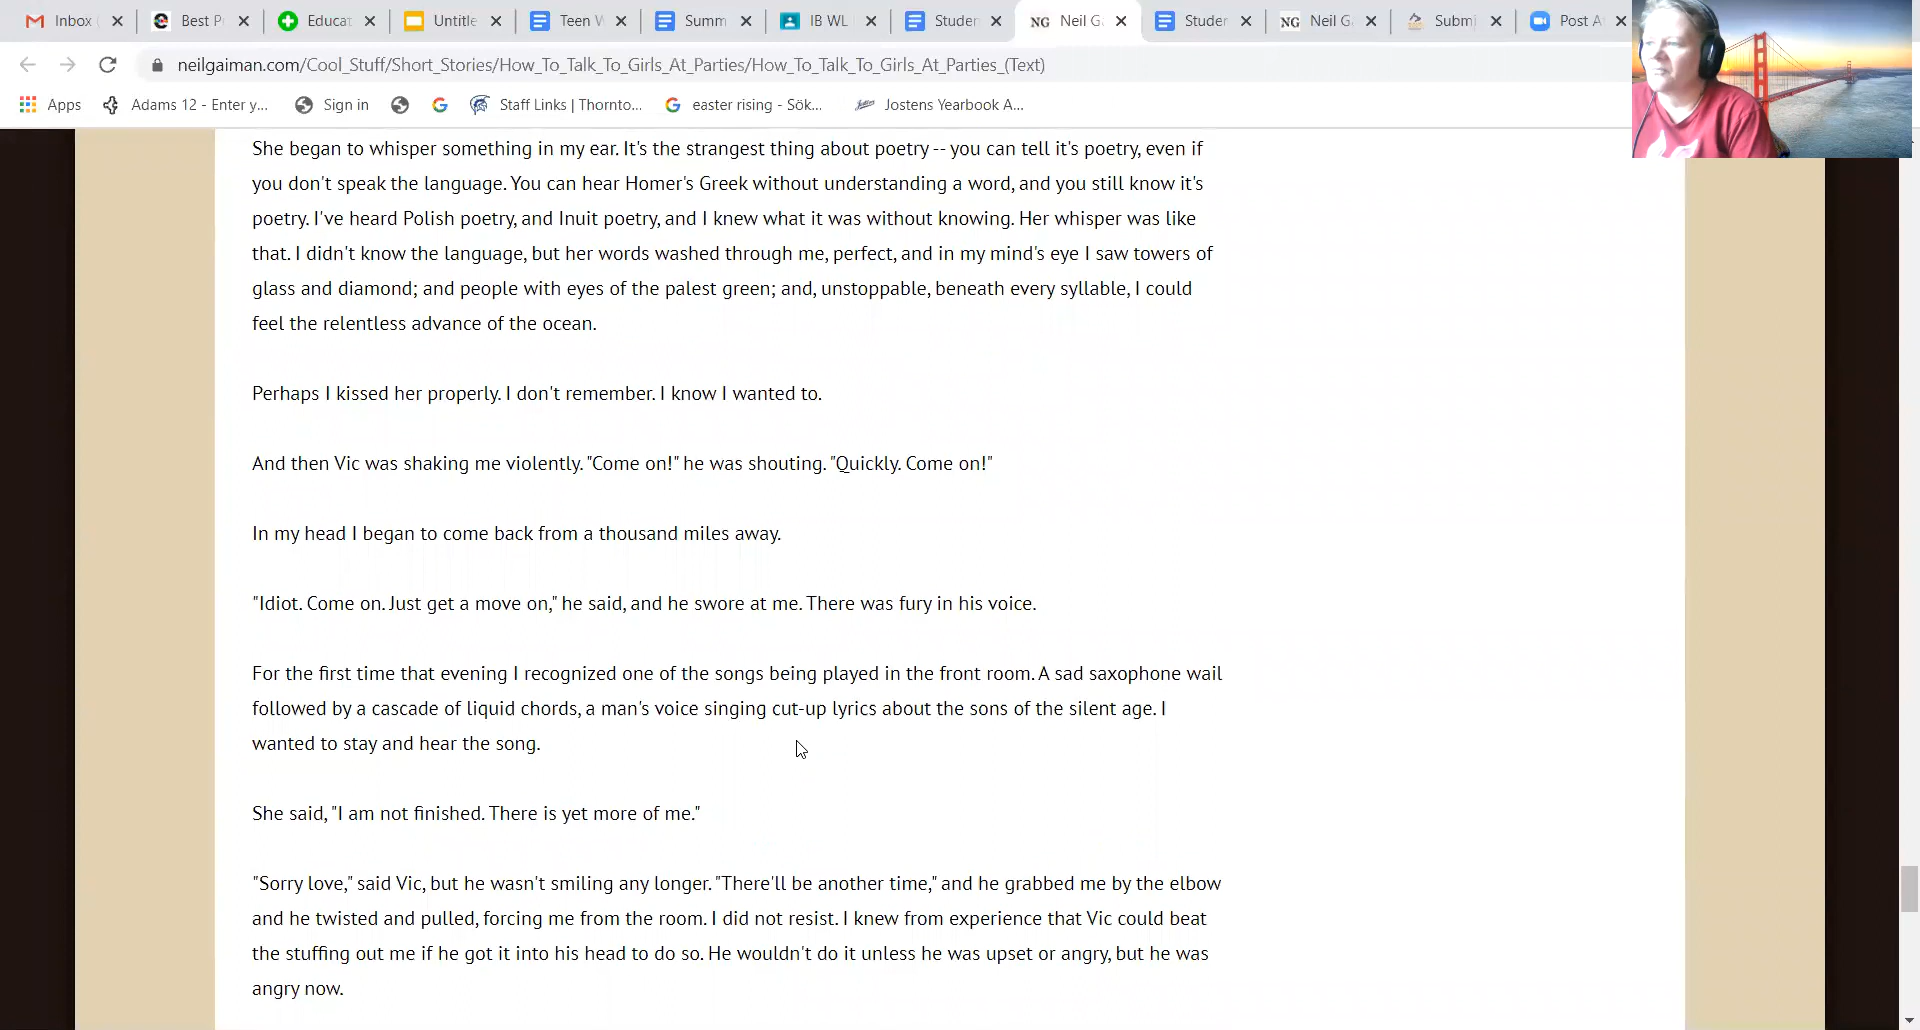 Inbox
Best P
Educat
Untitle
Teen W
Summ
IB WL
Studen
NG Neil G
Studen
NG Neil G
Submi
Post A
neilgaiman.com/Cool_Stuff/Short_Stories/How_To_Talk_To_Girls_At_Parties/How_To_Talk_To_Girls_At_Parties_(Text)
Apps
Adams 12 - Enter y...
Sign in
Staff Links | Thornto...
easter rising - Sök...
Jostens Yearbook A...
She began to whisper something in my ear. It's the strangest thing about poetry -- you can tell it's poetry, even if
you don't speak the language. You can hear Homer's Greek without understanding a word, and you still know it's
poetry. I've heard Polish poetry, and Inuit poetry, and I knew what it was without knowing. Her whisper was like
that. I didn't know the language, but her words washed through me, perfect, and in my mind's eye I saw towers of
glass and diamond; and people with eyes of the palest green; and, unstoppable, beneath every syllable, I could
feel the relentless advance of the ocean.
Perhaps I kissed her properly. I don't remember. I know I wanted to.
And then Vic was shaking me violently. "Come on!" he was shouting. "Quickly. Come on!"
In my head I began to come back from a thousand miles away.
"Idiot. Come on. Just get a move on," he said, and he swore at me. There was fury in his voice.
For the first time that evening I recognized one of the songs being played in the front room. A sad saxophone wail
followed by a cascade of liquid chords, a man's voice singing cut-up lyrics about the sons of the silent age. I
wanted to stay and hear the song.
She said, "I am not finished. There is yet more of me."
"Sorry love," said Vic, but he wasn't smiling any longer. "There'll be another time," and he grabbed me by the elbow
and he twisted and pulled, forcing me from the room. I did not resist. I knew from experience that Vic could beat
the stuffing out me if he got it into his head to do so. He wouldn't do it unless he was upset or angry, but he was
angry now.